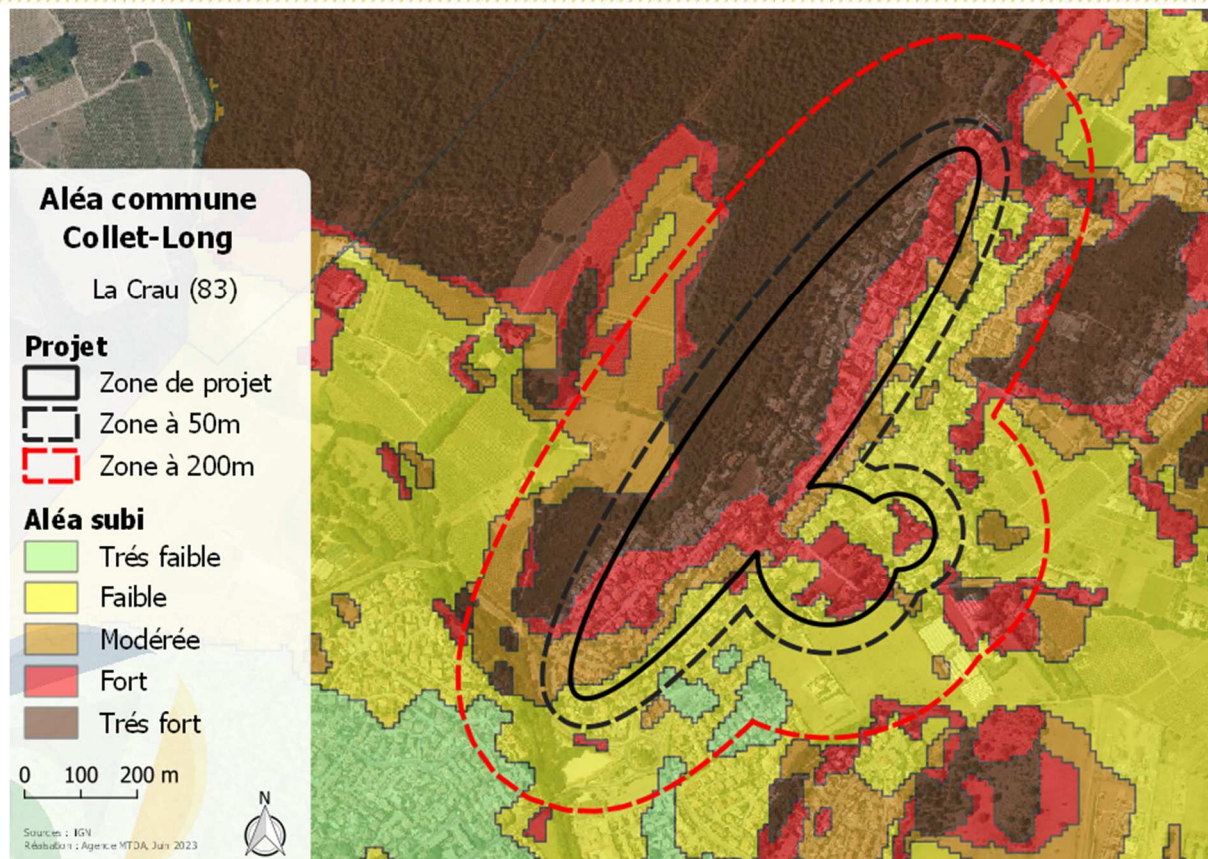 Aléa commune
Collet-Long
La Crau (83)
Projet
Zone de projet
Zone à 50m
Zone à 200m
Aléa subi
Trés faible
Faible
Modérée
Fort
Trés fort
0 100 200 m
N
Sources : IGN
Réalisation : Agence MTDA, Juin 2023